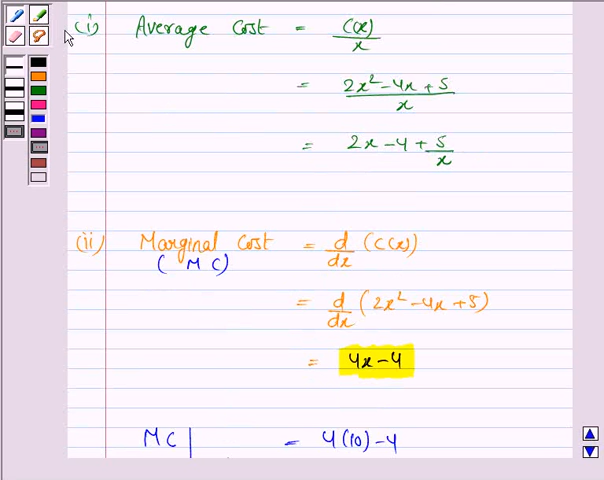 (i) Average Cost = C(x)/x
= 2x² - 4x + 5/x
= 2x - 4 + 5/x
(ii) Marginal Cost = d/dx (C(x))
(MC)
= d/dx (2x² - 4x + 5)
= 4x - 4
MC | = 4(10) - 4